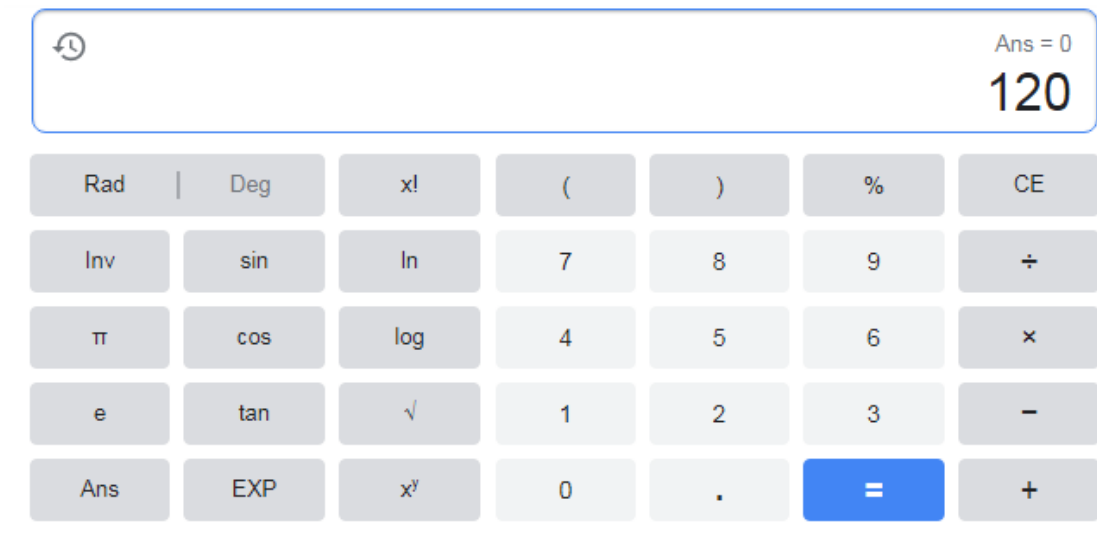 Ans = 0
120
Rad | Deg x! ( ) % CE
Inv sin ln 7 8 9 ÷
π cos log 4 5 6 ×
e tan √ 1 2 3 −
Ans EXP xʸ 0 . = +